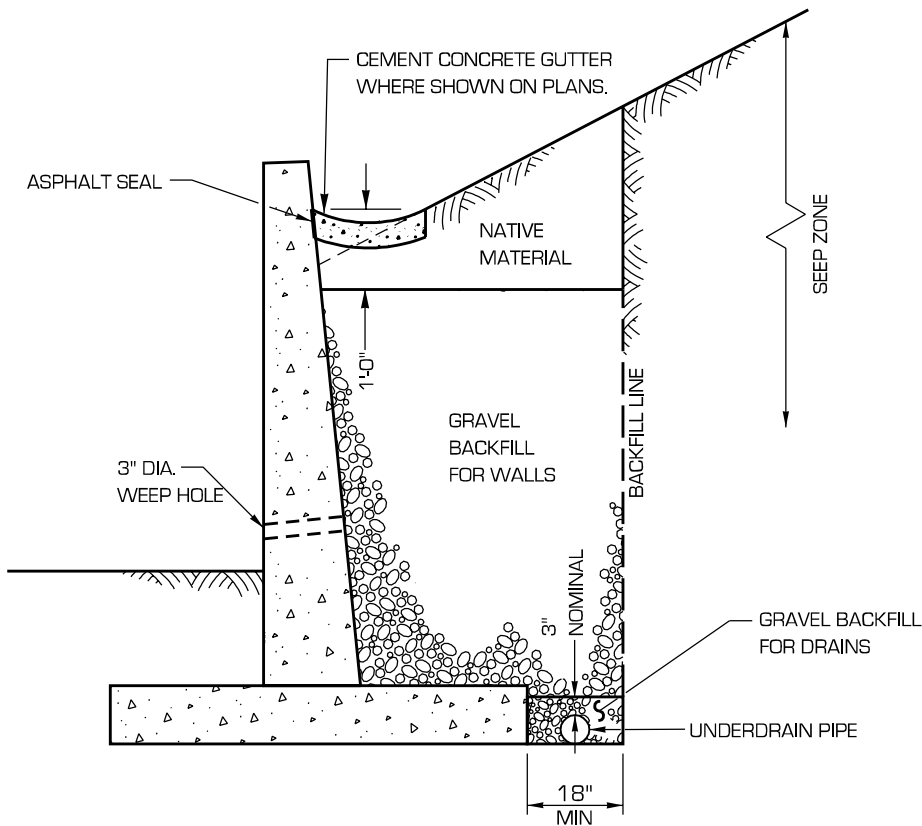 CEMENT CONCRETE GUTTER
WHERE SHOWN ON PLANS.
ASPHALT SEAL
NATIVE
MATERIAL
SEEP ZONE
1'-0"
GRAVEL
BACKFILL
FOR WALLS
BACKFILL LINE
3" DIA.
WEEP HOLE
3"
NOMINAL
GRAVEL BACKFILL
FOR DRAINS
UNDERDRAIN PIPE
18"
MIN